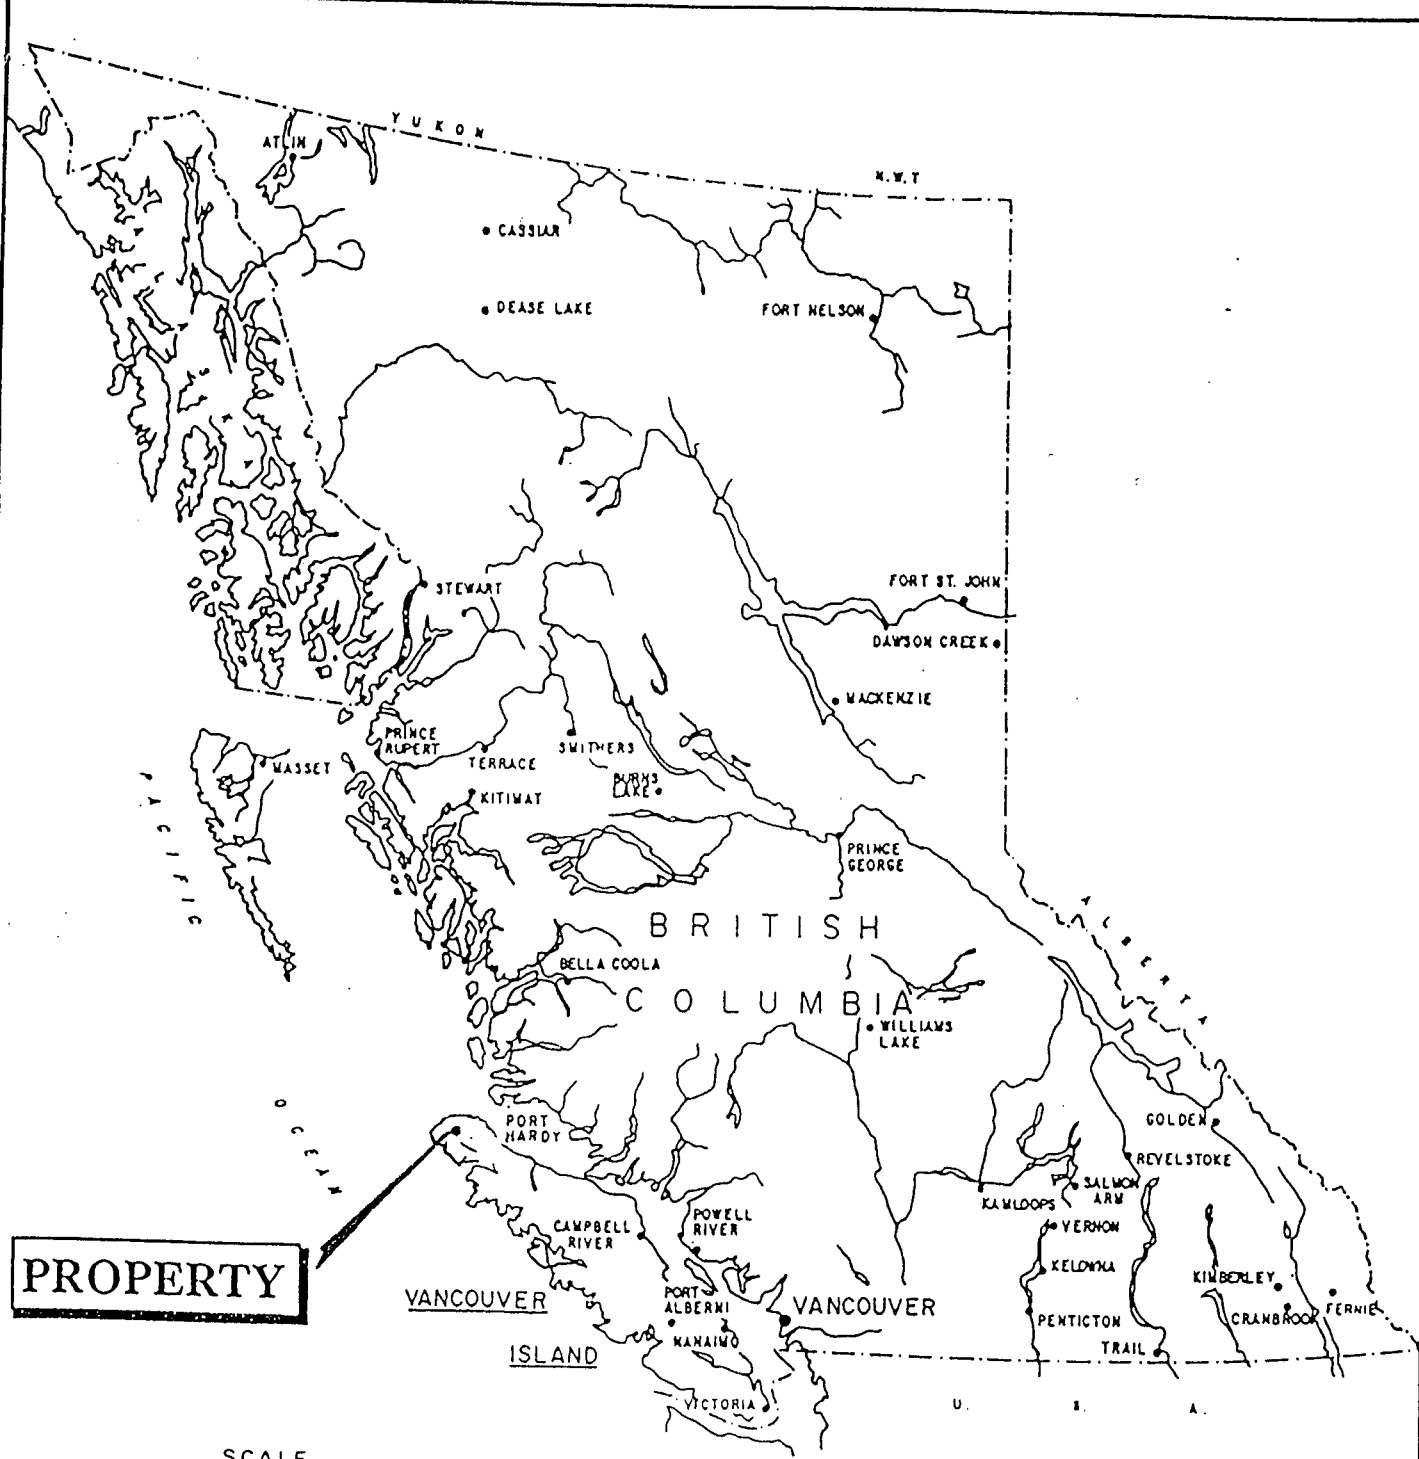 YUKON
N.W.T
ATLIN
CASSIAR
DEASE LAKE
FORT NELSON
STEWART
FORT ST. JOHN
DAWSON CREEK
MACKENZIE
PRINCE
RUPERT
TERRACE
SMITHERS
MASSET
KITIMAT
BURNS
LAKE
PACIFIC
PRINCE
GEORGE
ALBERTA
BRITISH
BELLA COOLA
COLUMBIA
WILLIAMS
LAKE
OCEAN
PORT
HARDY
GOLDEN
REVELSTOKE
KAMLOOPS
SALMON
ARM
CAMPBELL
RIVER
POWELL
RIVER
VERNON
KELOWNA
PROPERTY
VANCOUVER
PORT
ALBERNI
VANCOUVER
KIMBERLEY
FERNIE
PENTICTON
CRANBROOK
NANAIMO
TRAIL
ISLAND
VICTORIA
U. S. A.
SCALE